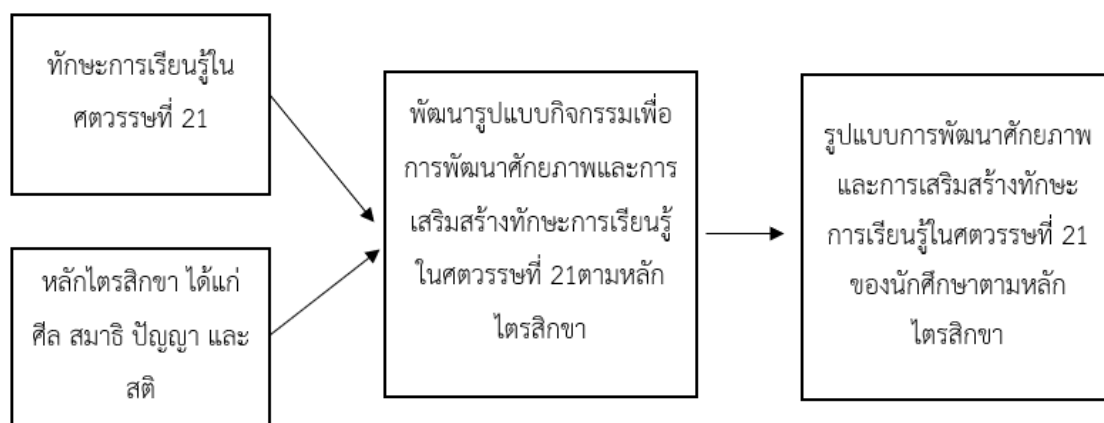 ทักษะการเรียนรู้ใน
ศตวรรษที่ 21
หลักไตรสิกขา ได้แก่
ศีล สมาธิ ปัญญา และ
สติ
พัฒนารูปแบบกิจกรรมเพื่อ
การพัฒนาศักยภาพและการ
เสริมสร้างทักษะการเรียนรู้
ในศตวรรษที่ 21ตามหลัก
ไตรสิกขา
รูปแบบการพัฒนาศักยภาพ
และการเสริมสร้างทักษะ
การเรียนรู้ในศตวรรษที่ 21
ของนักศึกษาตามหลัก
ไตรสิกขา